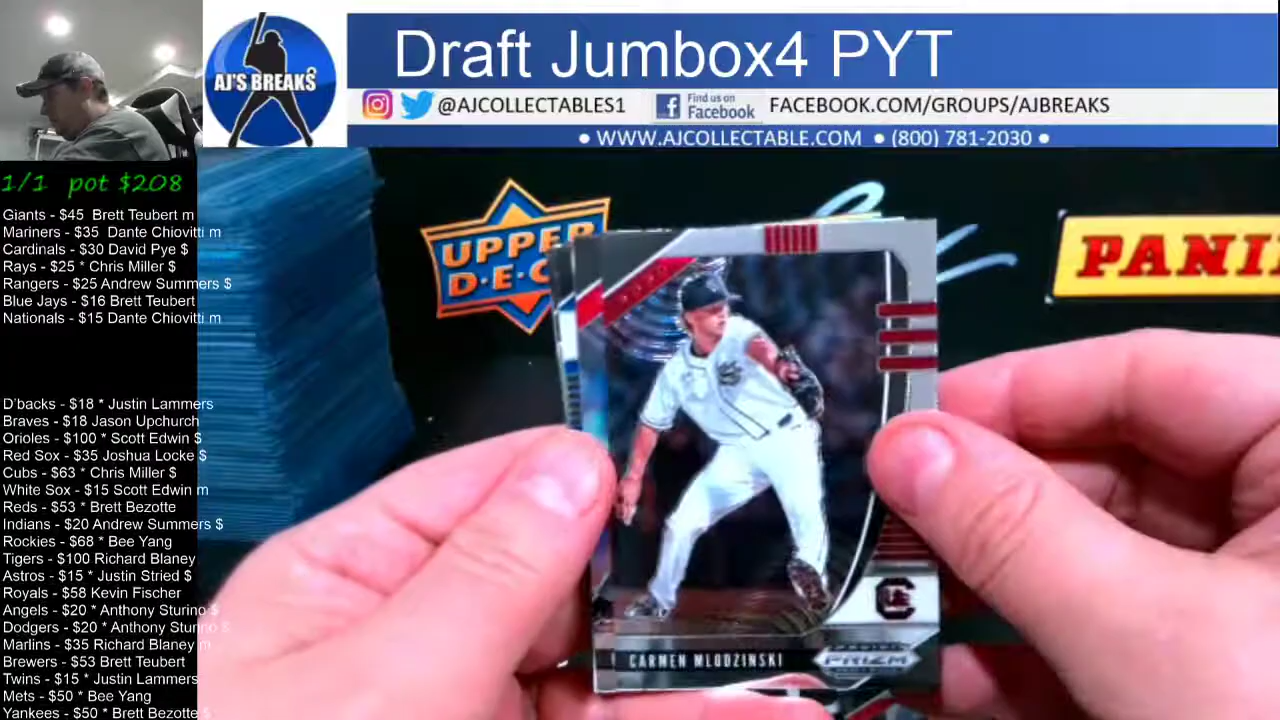 AJ'S BREAKS
Draft Jumbox4 PYT
@AJCOLLECTABLES1
Find us on
Facebook
FACEBOOK.COM/GROUPS/AJBREAKS
● WWW.AJCOLLECTABLE.COM ● (800) 781-2030 ●
1/1 pot $208
Giants - $45 Brett Teubert m
Mariners - $35 Dante Chiovitti m
Cardinals - $30 David Pye $
Rays - $25 * Chris Miller $
Rangers - $25 Andrew Summers $
Blue Jays - $16 Brett Teubert
Nationals - $15 Dante Chiovitti m
D'backs - $18 * Justin Lammers
Braves - $18 Jason Upchurch
Orioles - $100 * Scott Edwin $
Red Sox - $35 Joshua Locke $
Cubs - $63 * Chris Miller $
White Sox - $15 Scott Edwin m
Reds - $53 * Brett Bezotte
Indians - $20 Andrew Summers $
Rockies - $68 * Bee Yang
Tigers - $100 Richard Blaney
Astros - $15 * Justin Stried $
Royals - $58 Kevin Fischer
Angels - $20 * Anthony Sturino $
Dodgers - $20 * Anthony Sturino $
Marlins - $35 Richard Blaney m
Brewers - $53 Brett Teubert
Twins - $15 * Justin Lammers
Mets - $50 * Bee Yang
Yankees - $50 * Brett Bezotte $
UPPER
D·E·C
PANI
C
CARMEN MLODZINSKI
PANINI
PRIZM